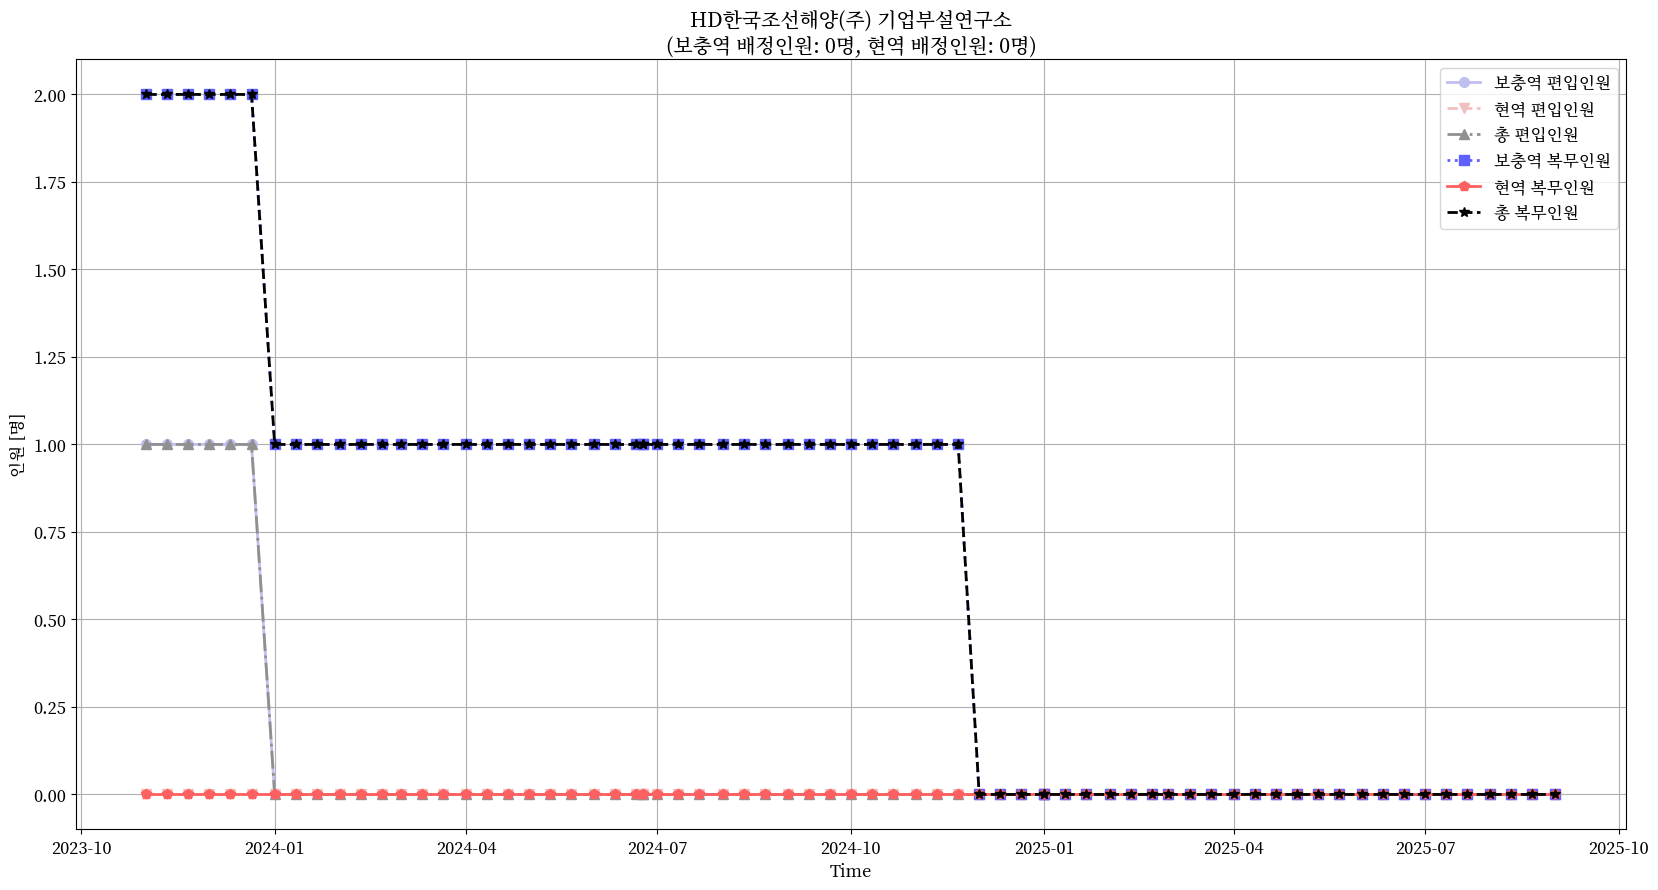 HD한국조선해양(주) 기업부설연구소
(보충역 배정인원: 0명, 현역 배정인원: 0명)
보충역 편입인원
현역 편입인원
총 편입인원
보충역 복무인원
현역 복무인원
총 복무인원
인원 [명]
2.00
1.75
1.50
1.25
1.00
0.75
0.50
0.25
0.00
2023-10
2024-01
2024-04
2024-07
2024-10
2025-01
2025-04
2025-07
2025-10
Time